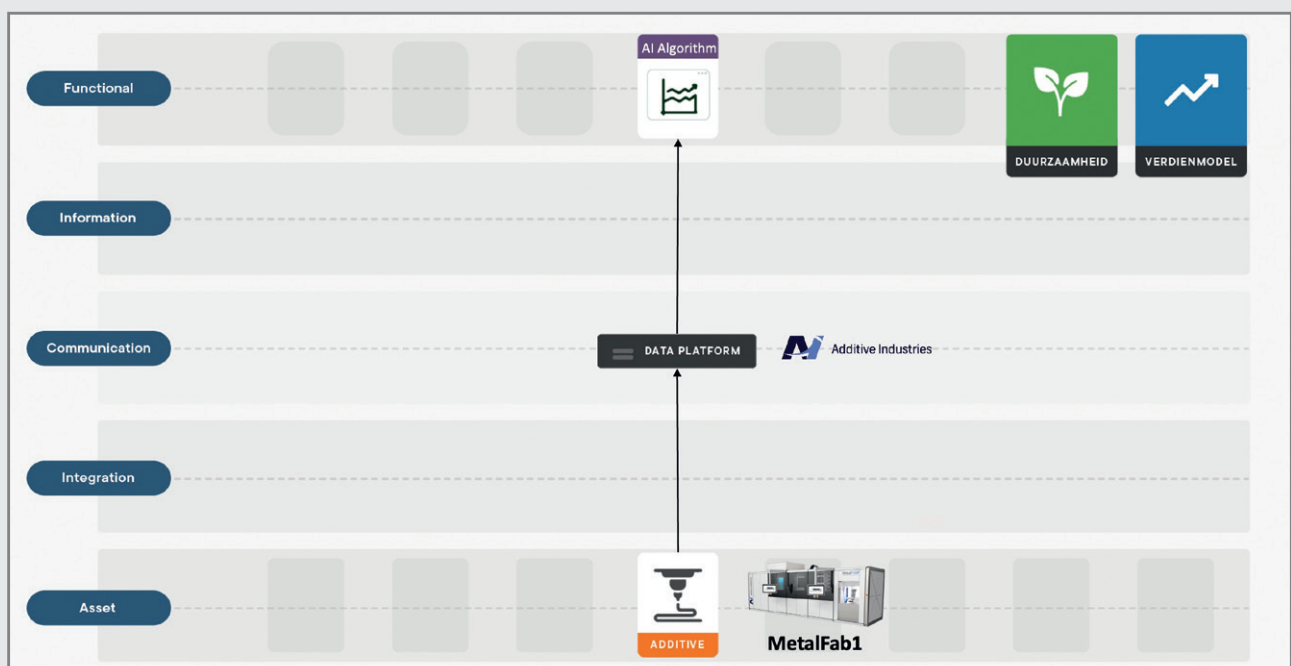 AI Algorithm
Functional
DUURZAAMHEID
VERDIENMODEL
Information
Communication
DATA PLATFORM
Additive Industries
Integration
Asset
ADDITIVE
MetalFab1